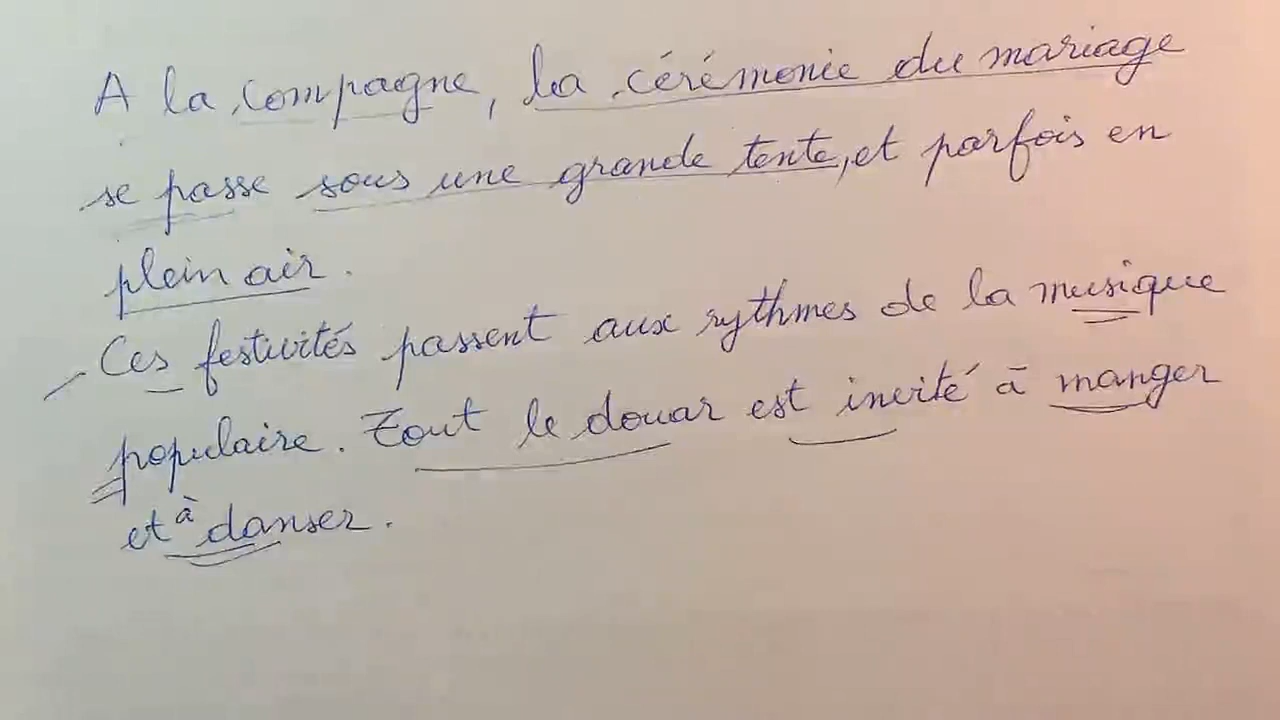 A la compagne, la cérémonie du mariage
se passe sous une grande tente, et parfois en
plein air.
- Ces festivités passent aux rythmes de la musique
populaire. Tout le douar est invité à manger
et à danser.